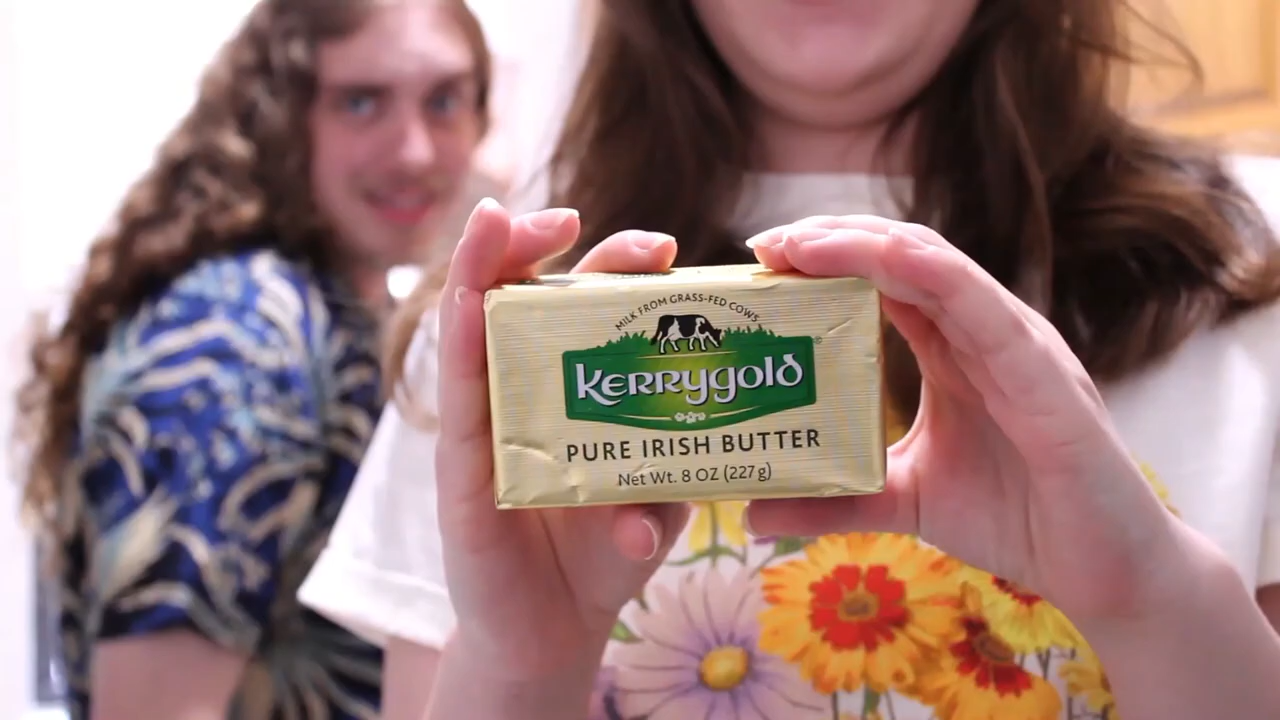 MILK FROM GRASS-FED COWS
Kerrygold®
PURE IRISH BUTTER
Net Wt. 8 OZ (227g)